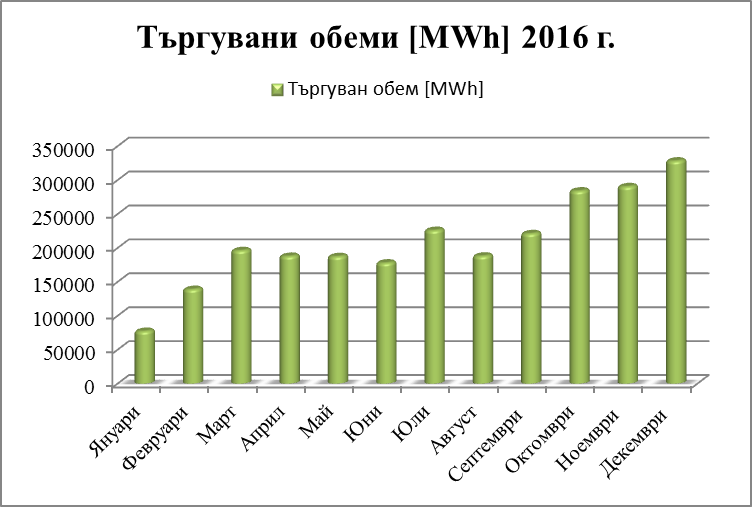 Търгувани обеми [MWh] 2016 г.
Търгуван обем [MWh]
350000
300000
250000
200000
150000
100000
50000
0
Януари
Февруари
Март
Април
Май
Юни
Юли
Август
Септември
Октомври
Ноември
Декември